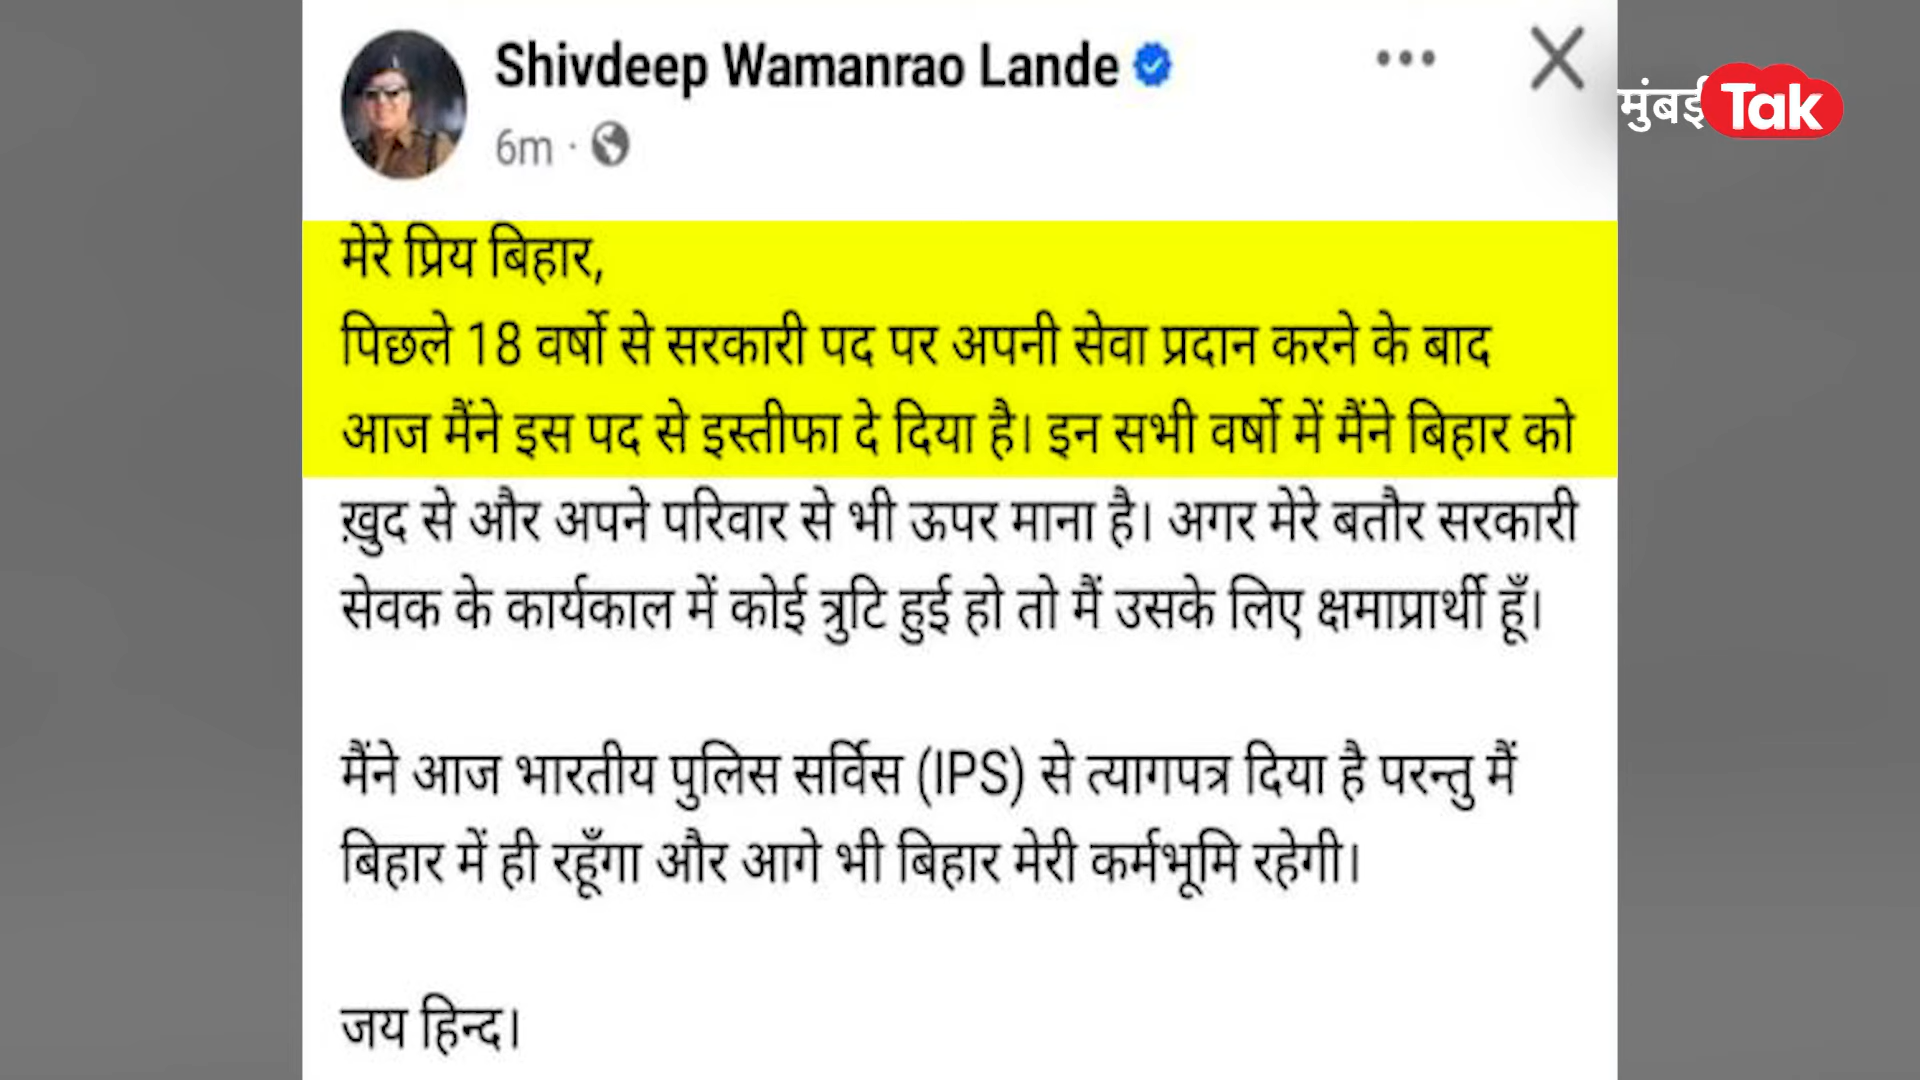 Shivdeep Wamanrao Lande
6m ·
मुंबई Tak
मेरे प्रिय बिहार,
पिछले 18 वर्षो से सरकारी पद पर अपनी सेवा प्रदान करने के बाद
आज मैंने इस पद से इस्तीफा दे दिया है। इन सभी वर्षो में मैंने बिहार को
ख़ुद से और अपने परिवार से भी ऊपर माना है। अगर मेरे बतौर सरकारी
सेवक के कार्यकाल में कोई त्रुटि हुई हो तो मैं उसके लिए क्षमाप्रार्थी हूँ।
मैंने आज भारतीय पुलिस सर्विस (IPS) से त्यागपत्र दिया है परन्तु मैं
बिहार में ही रहूँगा और आगे भी बिहार मेरी कर्मभूमि रहेगी।
जय हिन्द।